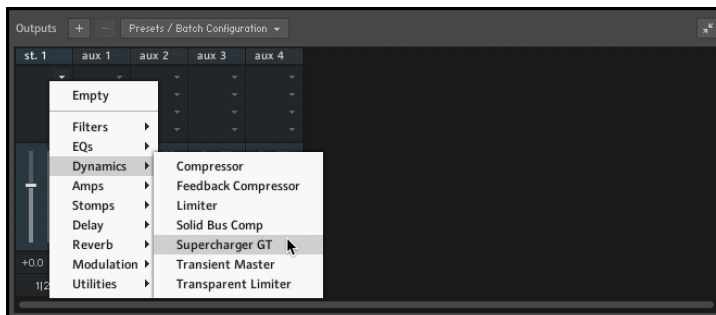 Outputs + − Presets / Batch Configuration
st. 1 aux 1 aux 2 aux 3 aux 4
Empty
Filters
EQs
Dynamics
Amps
Stomps
Delay
Reverb
Modulation
Utilities
Compressor
Feedback Compressor
Limiter
Solid Bus Comp
Supercharger GT
Transient Master
Transparent Limiter
+0.0
1|2